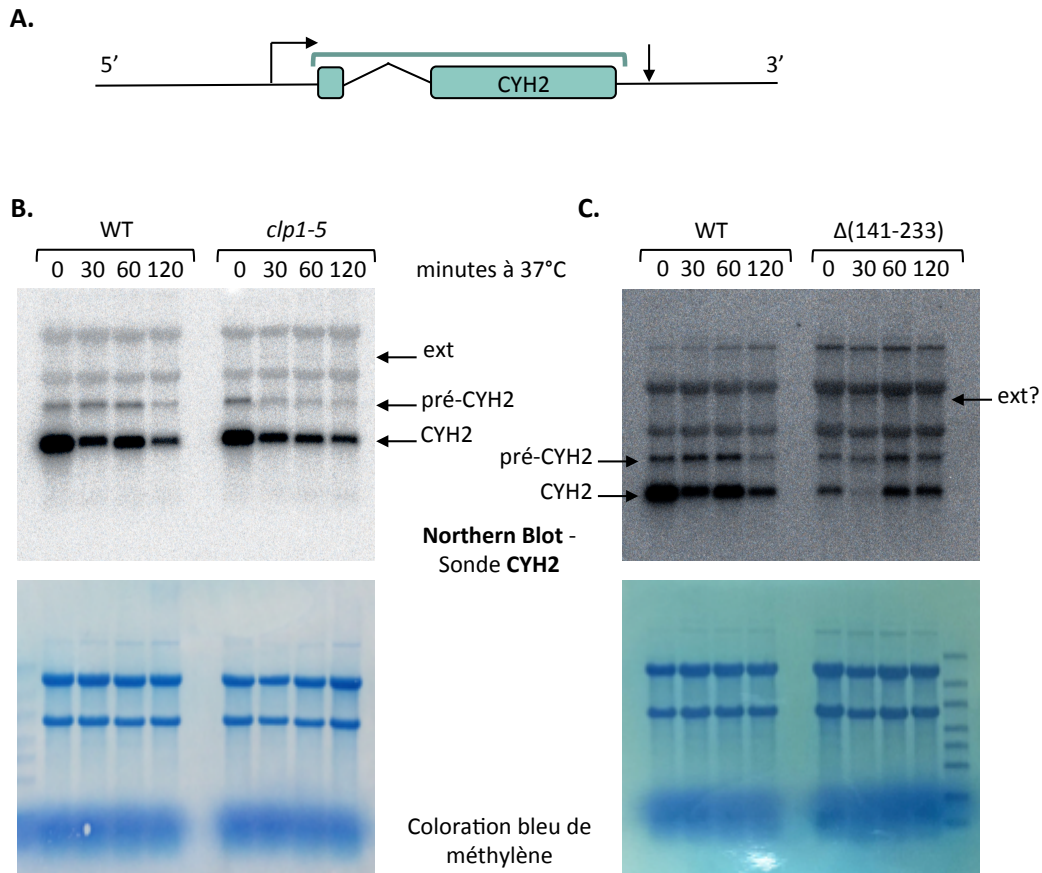 A.
5’
3’
CYH2
B.
WT
clp1-5
0 30 60 120
0 30 60 120
minutes à 37°C
ext
pré-CYH2
CYH2
C.
WT
Δ(141-233)
0 30 60 120
0 30 60 120
ext?
pré-CYH2
CYH2
Northern Blot -
Sonde CYH2
Coloration bleu de
méthylène